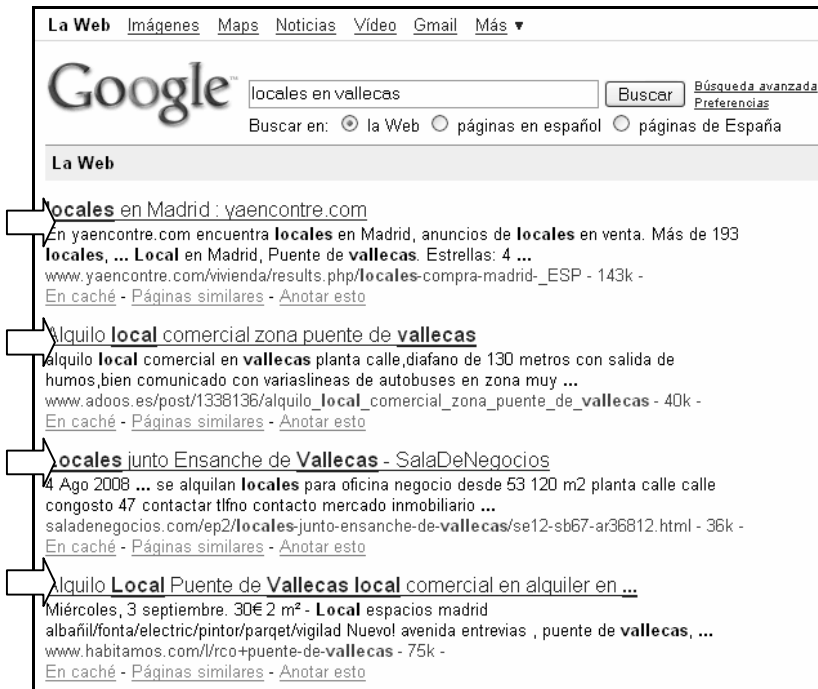 La Web Imágenes Maps Noticias Vídeo Gmail Más ▼
Google™ locales en vallecas Buscar Búsqueda avanzada
Preferencias
Buscar en: la Web páginas en español páginas de España
La Web
locales en Madrid : yaencontre.com
En yaencontre.com encuentra locales en Madrid, anuncios de locales en venta. Más de 193
locales, ... Local en Madrid, Puente de vallecas. Estrellas: 4 ...
www.yaencontre.com/vivienda/results.php/locales-compra-madrid-_ESP - 143k -
En caché - Páginas similares - Anotar esto
Alquilo local comercial zona puente de vallecas
alquilo local comercial en vallecas planta calle,diafano de 130 metros con salida de
humos,bien comunicado con variaslineas de autobuses en zona muy ...
www.adoos.es/post/1338136/alquilo_local_comercial_zona_puente_de_vallecas - 40k -
En caché - Páginas similares - Anotar esto
Locales junto Ensanche de Vallecas - SalaDeNegocios
4 Ago 2008 ... se alquilan locales para oficina negocio desde 53 120 m2 planta calle calle
congosto 47 contactar tlfno contacto mercado inmobiliario ...
saladenegocios.com/ep2/locales-junto-ensanche-de-vallecas/se12-sb67-ar36812.html - 36k -
En caché - Páginas similares - Anotar esto
Alquilo Local Puente de Vallecas local comercial en alquiler en ...
Miércoles, 3 septiembre. 30€ 2 m² - Local espacios madrid
albañil/fonta/electric/pintor/parqet/vigilad Nuevo! avenida entrevias , puente de vallecas, ...
www.habitamos.com/l/rco+puente-de-vallecas - 75k -
En caché - Páginas similares - Anotar esto